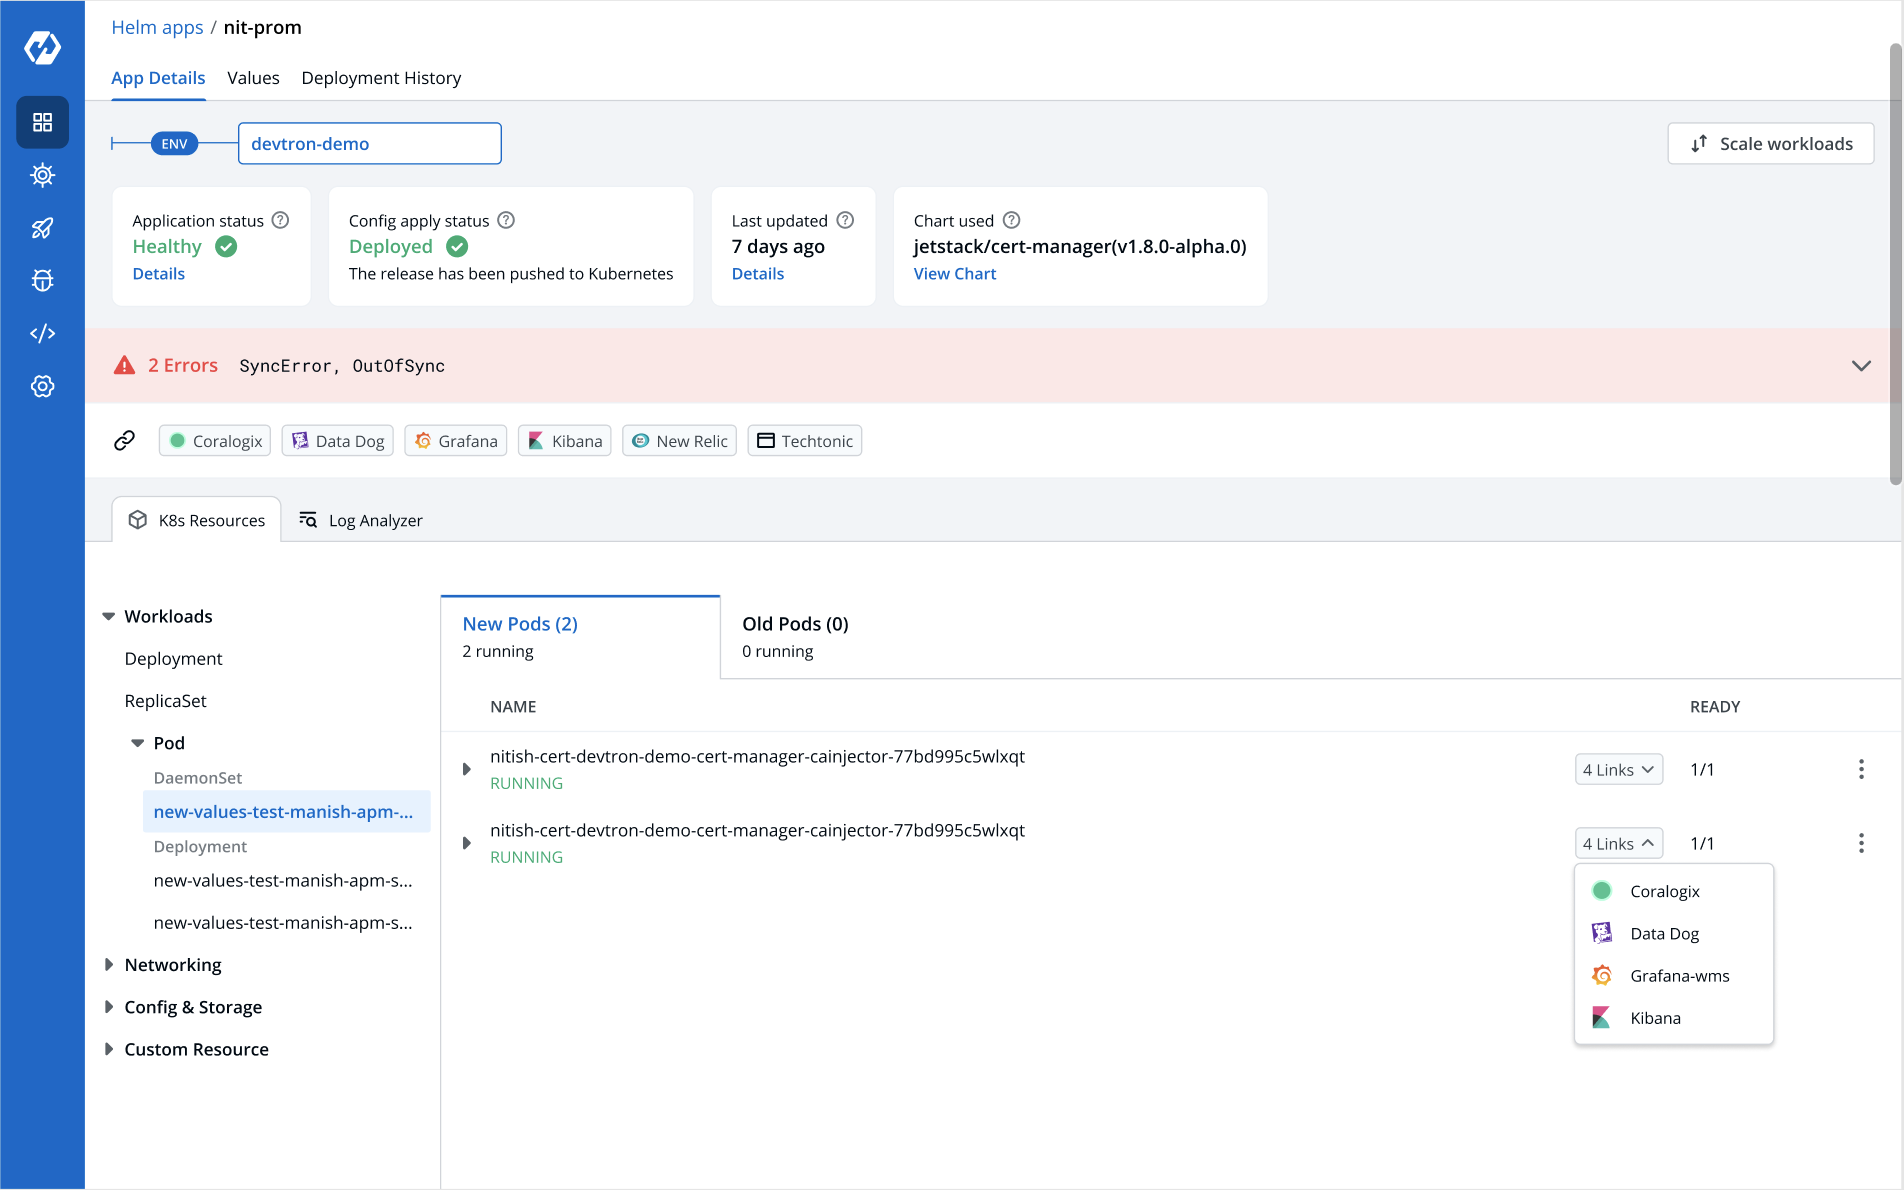 Helm apps / nit-prom
App Details Values Deployment History
ENV devtron-demo Scale workloads
Application status
Healthy
Details
Config apply status
Deployed
The release has been pushed to Kubernetes
Last updated
7 days ago
Details
Chart used
jetstack/cert-manager(v1.8.0-alpha.0)
View Chart
2 Errors SyncError, OutOfSync
Coralogix Data Dog Grafana Kibana New Relic Techtonic
K8s Resources Log Analyzer
Workloads
Deployment
ReplicaSet
Pod
DaemonSet
new-values-test-manish-apm-...
Deployment
new-values-test-manish-apm-s...
new-values-test-manish-apm-s...
Networking
Config & Storage
Custom Resource
New Pods (2)
2 running
Old Pods (0)
0 running
NAME READY
nitish-cert-devtron-demo-cert-manager-cainjector-77bd995c5wlxqt
RUNNING
4 Links 1/1
nitish-cert-devtron-demo-cert-manager-cainjector-77bd995c5wlxqt
RUNNING
4 Links 1/1
Coralogix
Data Dog
Grafana-wms
Kibana